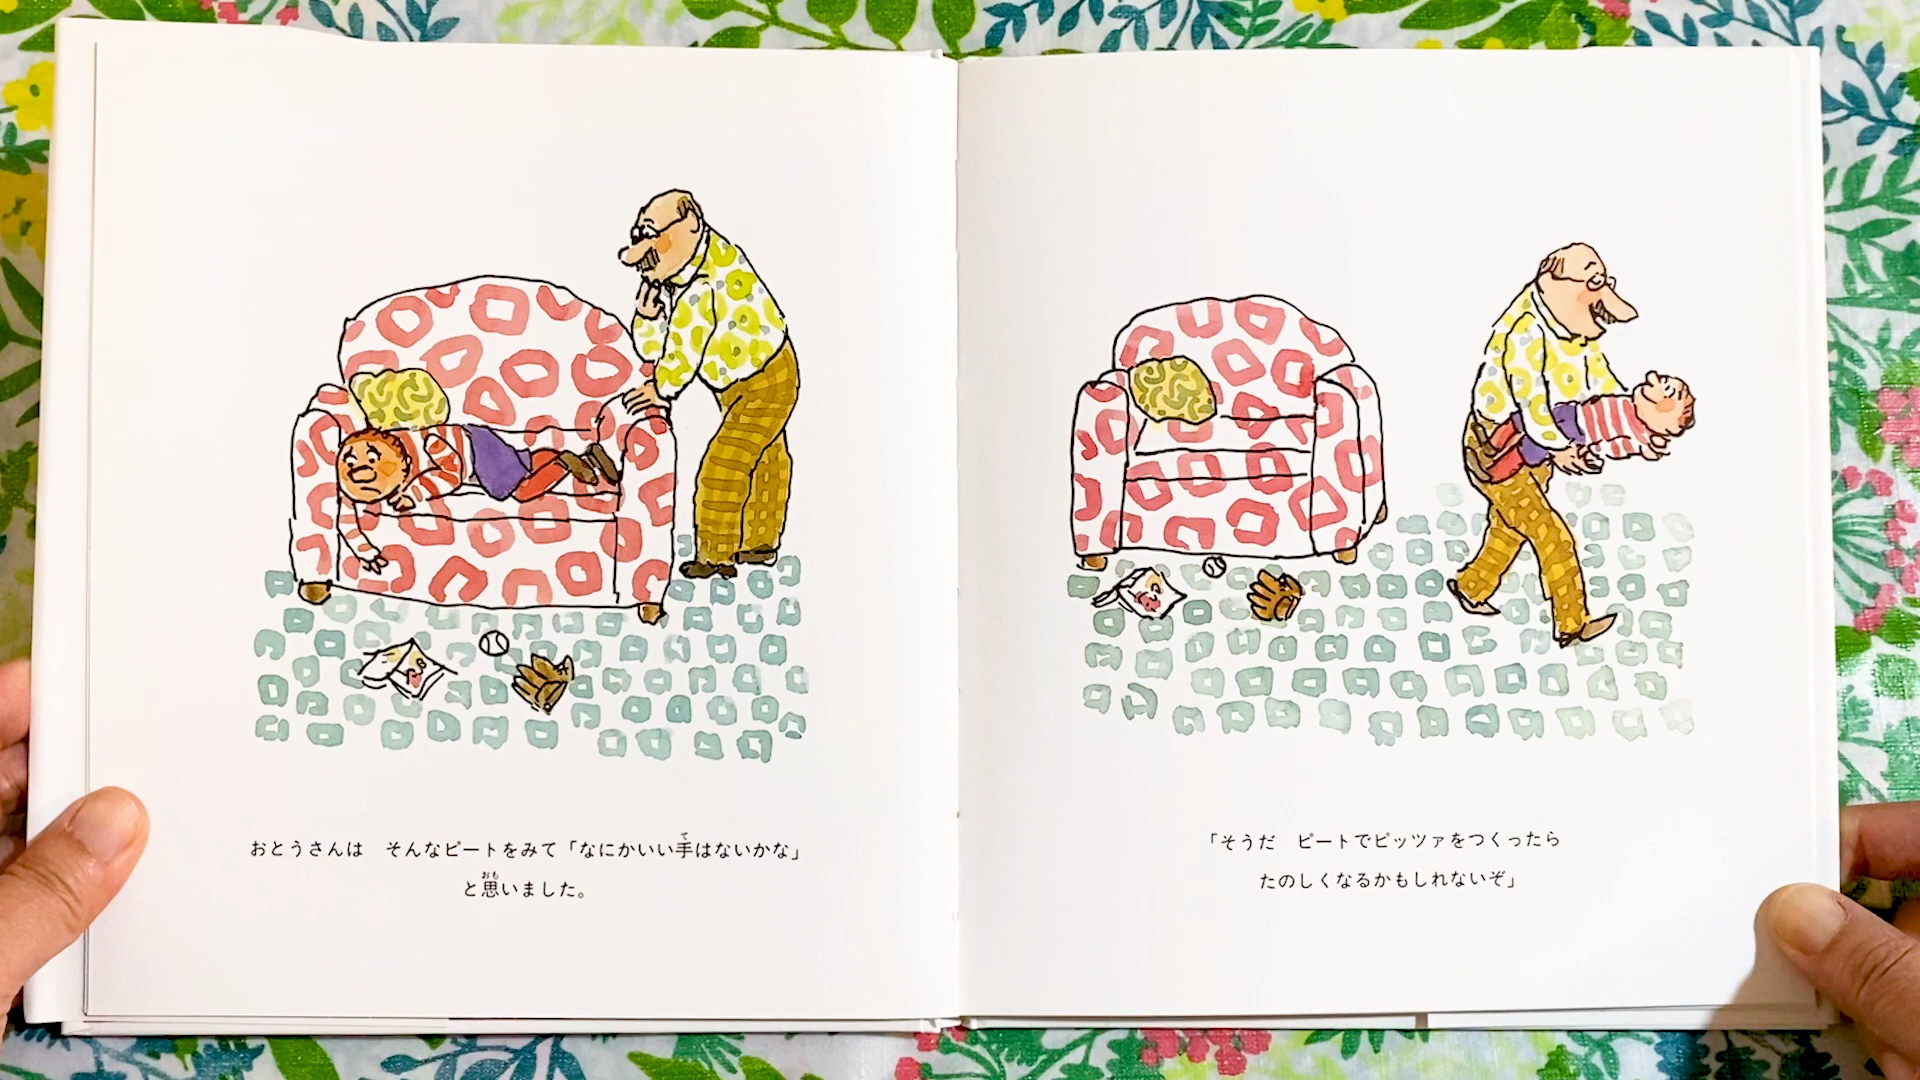 おとうさんは　そんなピートをみて「なにかいい手はないかな」
と思いました。
「そうだ　ピートでピッツァをつくったら
たのしくなるかもしれないぞ」